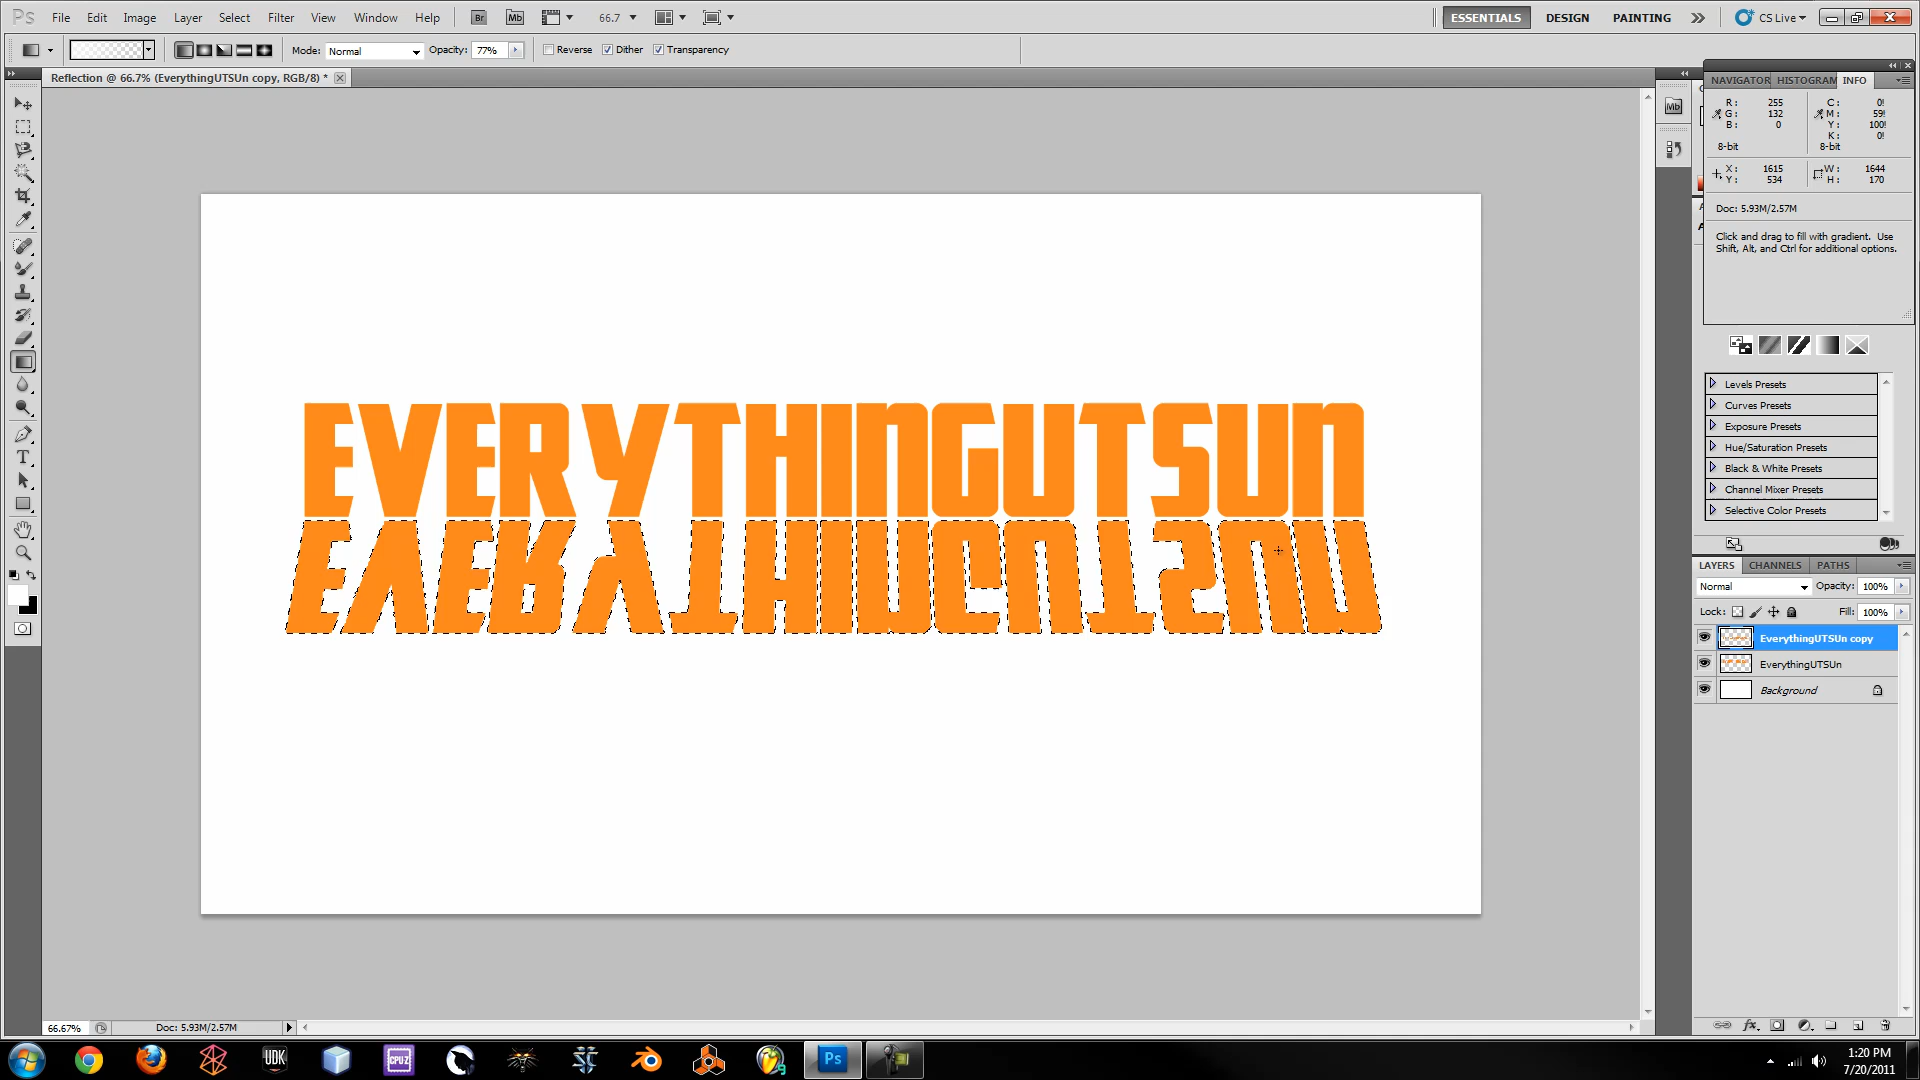 Ps File Edit Image Layer Select Filter View Window Help Br Mb 66.7 ESSENTIALS DESIGN PAINTING CS Live
Mode: Normal Opacity: 77% Reverse Dither Transparency
Reflection @ 66.7% (EverythingUTSUn copy, RGB/8) *
NAVIGATOR HISTOGRAM INFO
R: 255 C: 0!
G: 132 M: 59!
B: 0 Y: 100!
K: 0!
8-bit 8-bit
X: 1615 W: 1644
Y: 534 H: 170
Doc: 5.93M/2.57M
Click and drag to fill with gradient. Use
Shift, Alt, and Ctrl for additional options.
Mb
EVERYTHINGUTSUn
EVERYTHINGUTSUn
Levels Presets
Curves Presets
Exposure Presets
Hue/Saturation Presets
Black & White Presets
Channel Mixer Presets
Selective Color Presets
LAYERS CHANNELS PATHS
Normal Opacity: 100%
Lock: Fill: 100%
EverythingUTSUn copy
EverythingUTSUn
Background
T
66.67% Doc: 5.93M/2.57M
fx
UDK CPU-Z Ps
1:20 PM
7/20/2011